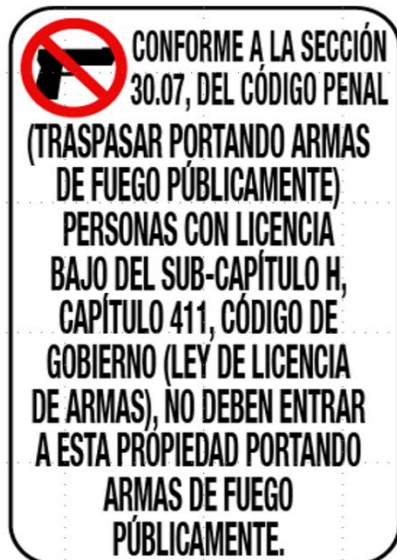 CONFORME A LA SECCIÓN
30.07, DEL CÓDIGO PENAL
(TRASPASAR PORTANDO ARMAS
DE FUEGO PÚBLICAMENTE)
PERSONAS CON LICENCIA
BAJO DEL SUB-CAPÍTULO H,
CAPÍTULO 411, CÓDIGO DE
GOBIERNO (LEY DE LICENCIA
DE ARMAS), NO DEBEN ENTRAR
A ESTA PROPIEDAD PORTANDO
ARMAS DE FUEGO
PÚBLICAMENTE.